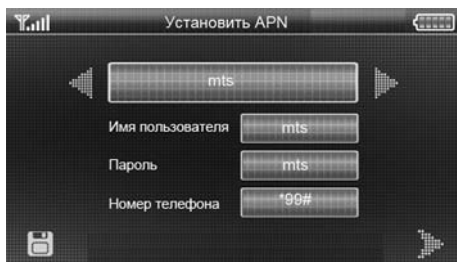 Установить APN
mts
Имя пользователя mts
Пароль mts
Номер телефона *99#